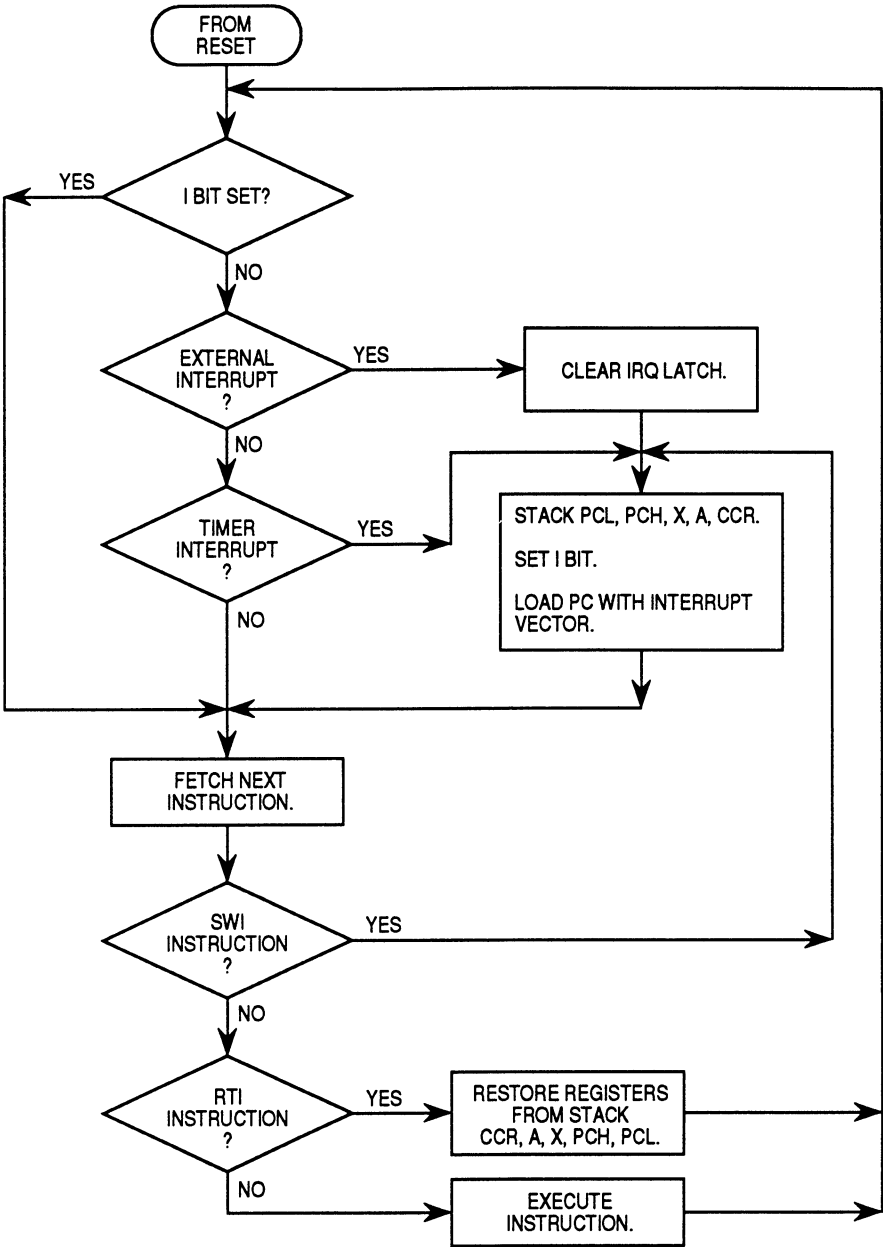 FROM
RESET
YES
I BIT SET?
NO
EXTERNAL
INTERRUPT
?
YES
CLEAR IRQ LATCH.
NO
TIMER
INTERRUPT
?
YES
STACK PCL, PCH, X, A, CCR.
SET I BIT.
LOAD PC WITH INTERRUPT
VECTOR.
NO
FETCH NEXT
INSTRUCTION.
SWI
INSTRUCTION
?
YES
NO
RTI
INSTRUCTION
?
YES
RESTORE REGISTERS
FROM STACK
CCR, A, X, PCH, PCL.
NO
EXECUTE
INSTRUCTION.